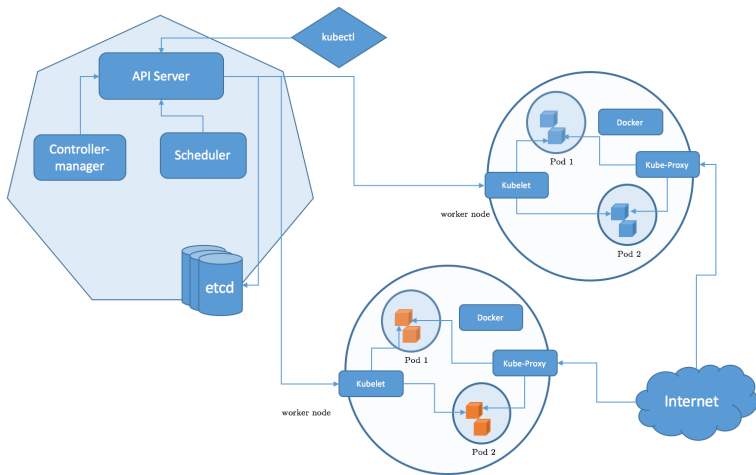 kubectl
API Server
Controller-
manager
Scheduler
etcd
Docker
Pod 1
Kube-Proxy
Kubelet
worker node
Pod 2
Docker
Pod 1
Kube-Proxy
Kubelet
worker node
Pod 2
Internet